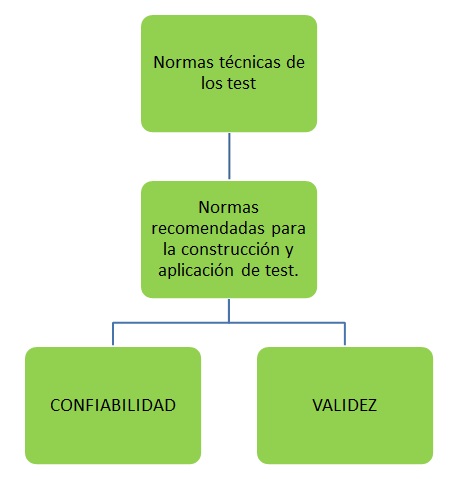 Normas técnicas de
los test
Normas
recomendadas para
la construcción y
aplicación de test.
CONFIABILIDAD
VALIDEZ